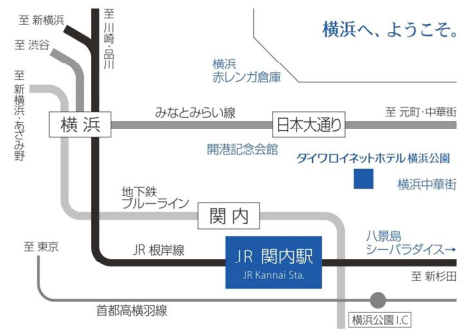 至 新横浜
至 渋谷
至 新横浜・あざみ野
至 川崎・品川
横浜へ、ようこそ。
横浜
赤レンガ倉庫
みなとみらい線
横 浜
日本大通り
至 元町・中華街
開港記念会館
ダイワロイネットホテル 横浜公園
横浜中華街
地下鉄
ブルーライン
関 内
八景島
シーパラダイス→
至 東京
JR 根岸線
JR 関内駅
JR Kannai Sta.
至 新杉田
首都高横羽線
横浜公園 I.C